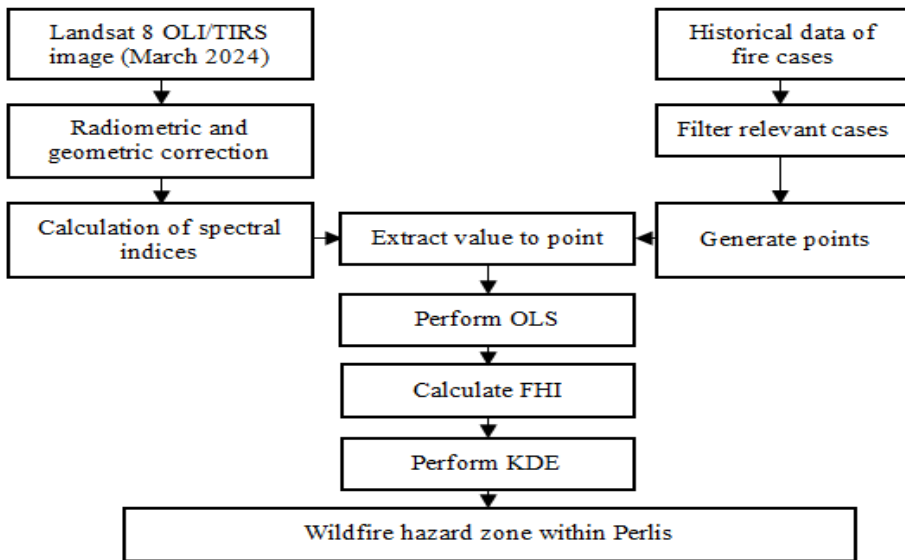 Landsat 8 OLI/TIRS
image (March 2024)
Radiometric and
geometric correction
Calculation of spectral
indices
Historical data of
fire cases
Filter relevant cases
Generate points
Extract value to point
Perform OLS
Calculate FHI
Perform KDE
Wildfire hazard zone within Perlis